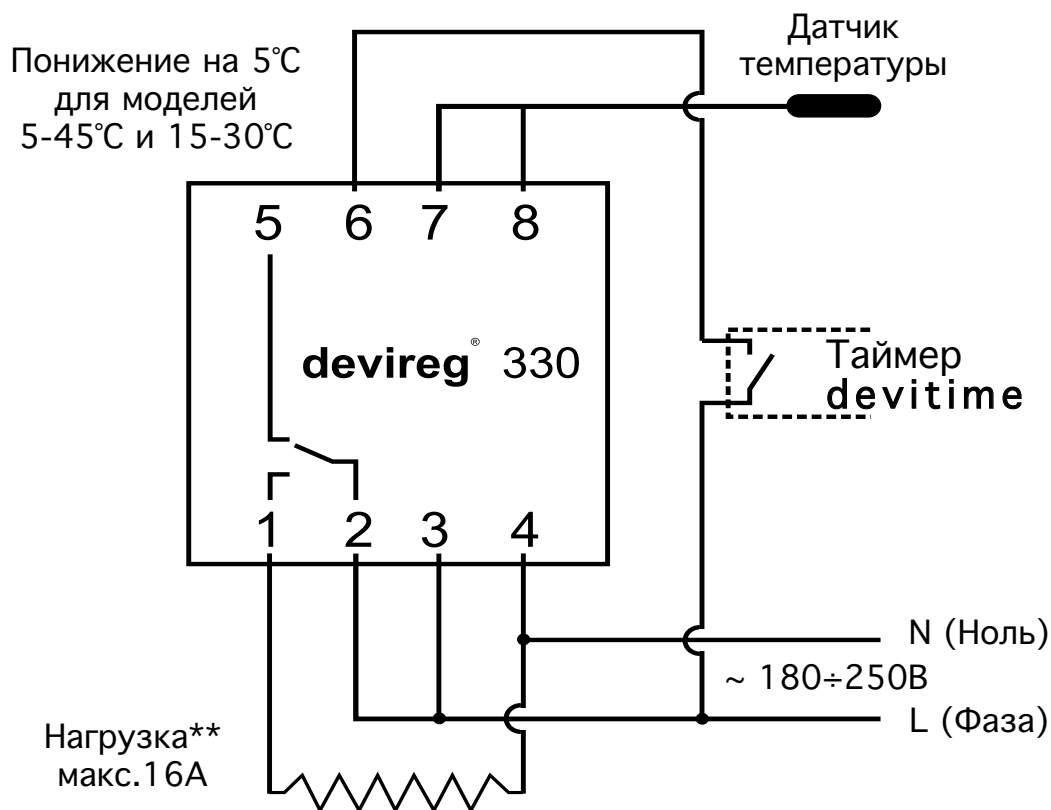 Понижение на 5°С
для моделей
5-45°С и 15-30°С
Датчик
температуры
5 6 7 8
devireg® 330
Таймер
devitime
1 2 3 4
N (Ноль)
~ 180÷250В
L (Фаза)
Нагрузка**
макс.16А